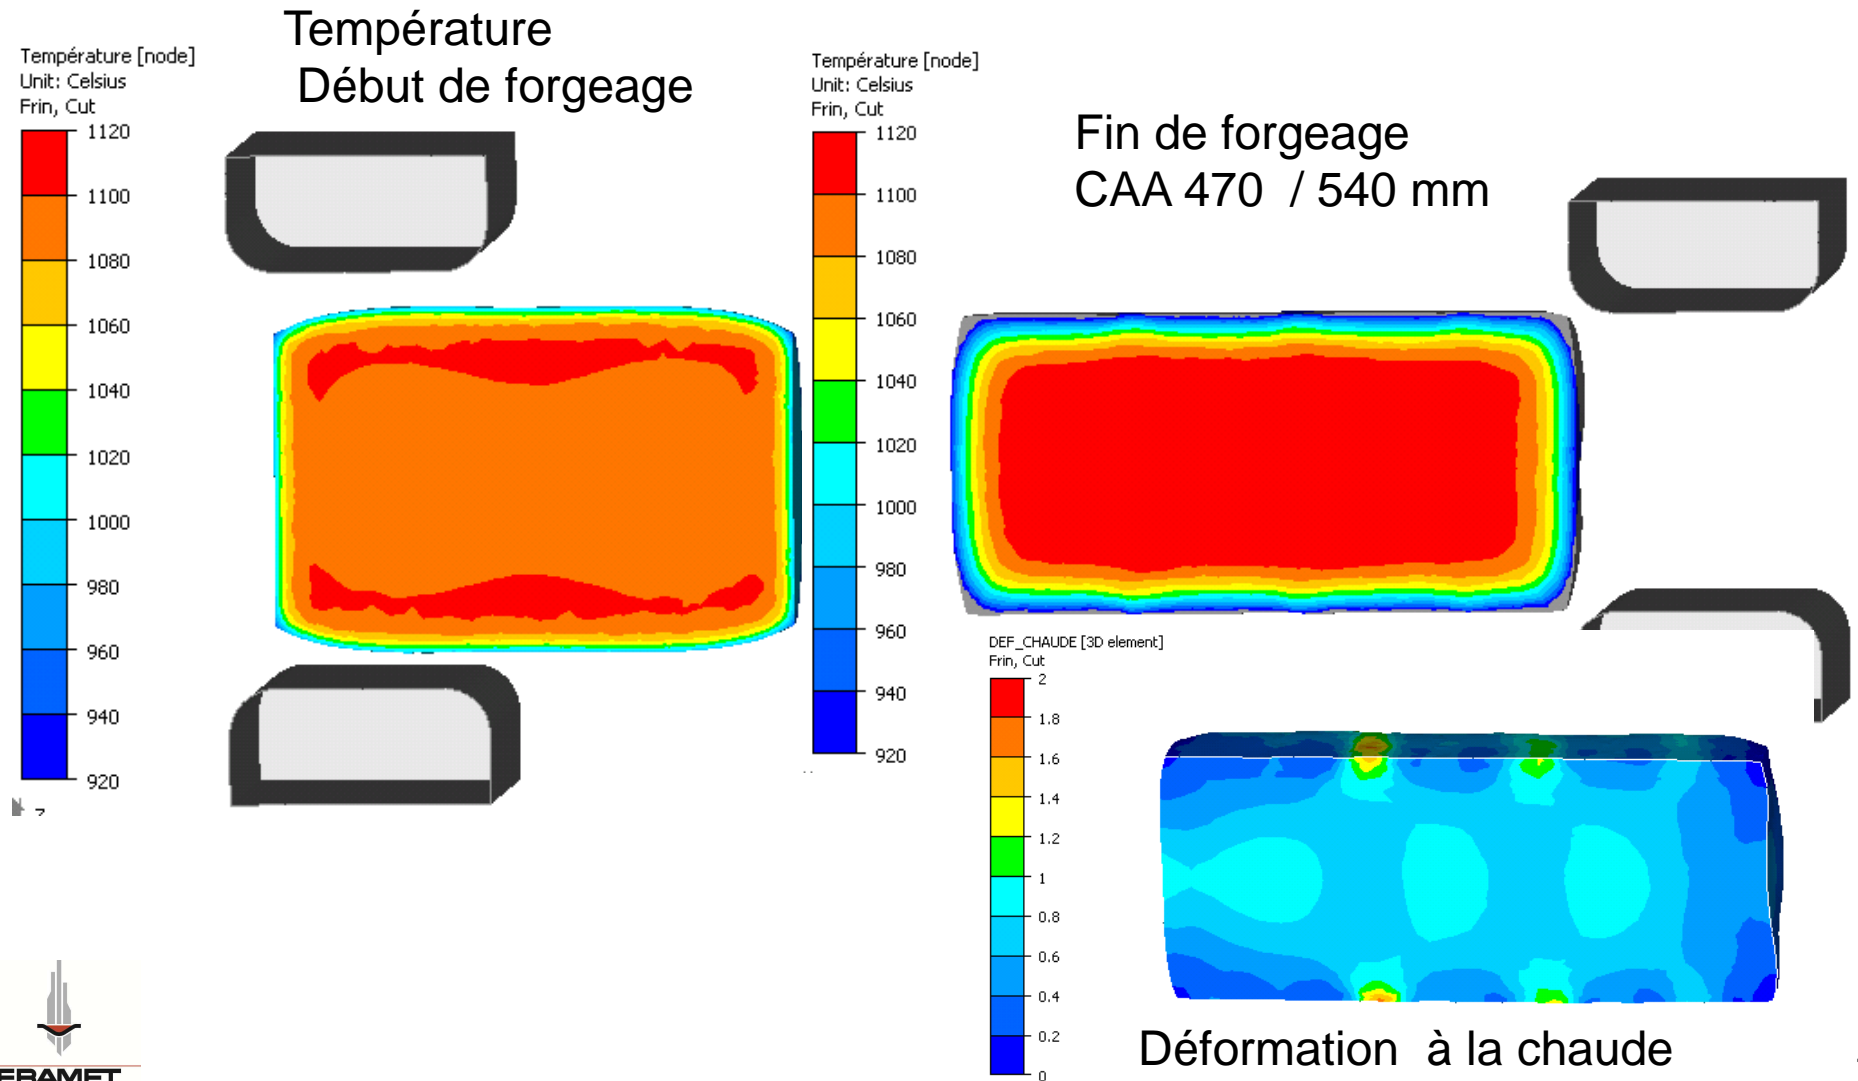 Température
Début de forgeage
Température [node]
Unit: Celsius
Frin, Cut
1120
1100
1080
1060
1040
1020
1000
980
960
940
920
Z
Température [node]
Unit: Celsius
Frin, Cut
1120
1100
1080
1060
1040
1020
1000
980
960
940
920
Fin de forgeage
CAA 470 / 540 mm
DEF_CHAUDE [3D element]
Frin, Cut
2
1.8
1.6
1.4
1.2
1
0.8
0.6
0.4
0.2
0
Déformation à la chaude
ERAMET